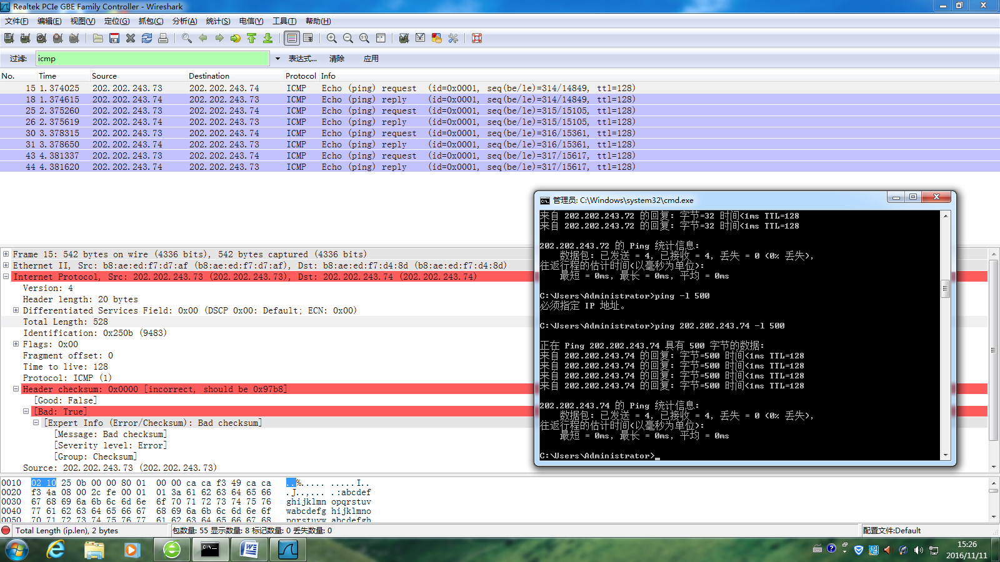 Realtek PCIe GBE Family Controller - Wireshark
文件(F) 编辑(E) 视图(V) 定位(G) 抓包(C) 分析(A) 统计(S) 电信(Y) 工具(T) 帮助(H)
过滤: icmp 表达式... 清除 应用
No. Time Source Destination Protocol Info
15 1.374025 202.202.243.73 202.202.243.74 ICMP Echo (ping) request (id=0x0001, seq(be/le)=314/14849, ttl=128)
18 1.374615 202.202.243.74 202.202.243.73 ICMP Echo (ping) reply (id=0x0001, seq(be/le)=314/14849, ttl=128)
25 2.375260 202.202.243.73 202.202.243.74 ICMP Echo (ping) request (id=0x0001, seq(be/le)=315/15105, ttl=128)
26 2.375619 202.202.243.74 202.202.243.73 ICMP Echo (ping) reply (id=0x0001, seq(be/le)=315/15105, ttl=128)
30 3.378315 202.202.243.73 202.202.243.74 ICMP Echo (ping) request (id=0x0001, seq(be/le)=316/15361, ttl=128)
31 3.378650 202.202.243.74 202.202.243.73 ICMP Echo (ping) reply (id=0x0001, seq(be/le)=316/15361, ttl=128)
43 4.381337 202.202.243.73 202.202.243.74 ICMP Echo (ping) request (id=0x0001, seq(be/le)=317/15617, ttl=128)
44 4.381620 202.202.243.74 202.202.243.73 ICMP Echo (ping) reply (id=0x0001, seq(be/le)=317/15617, ttl=128)
Frame 15: 542 bytes on wire (4336 bits), 542 bytes captured (4336 bits)
Ethernet II, Src: b8:ae:ed:f7:d7:af (b8:ae:ed:f7:d7:af), Dst: b8:ae:ed:f7:d4:8d (b8:ae:ed:f7:d4:8d)
Internet Protocol, Src: 202.202.243.73 (202.202.243.73), Dst: 202.202.243.74 (202.202.243.74)
Version: 4
Header length: 20 bytes
Differentiated Services Field: 0x00 (DSCP 0x00: Default; ECN: 0x00)
Total Length: 528
Identification: 0x250b (9483)
Flags: 0x00
Fragment offset: 0
Time to live: 128
Protocol: ICMP (1)
Header checksum: 0x0000 [incorrect, should be 0x97b8]
[Good: False]
[Bad: True]
[Expert Info (Error/Checksum): Bad checksum]
[Message: Bad checksum]
[Severity level: Error]
[Group: Checksum]
Source: 202.202.243.73 (202.202.243.73)
0010 02 10 25 0b 00 00 80 01 00 00 ca ca f3 49 ca ca ..%..... .....I..
0020 f3 4a 08 00 2c fe 00 01 01 3a 61 62 63 64 65 66 .J..,... .:abcdef
0030 67 68 69 6a 6b 6c 6d 6e 6f 70 71 72 73 74 75 76 ghijklmn opqrstuv
0040 77 61 62 63 64 65 66 67 68 69 6a 6b 6c 6d 6e 6f wabcdefg hijklmno
0050 70 71 72 73 74 75 76 77 61 62 63 64 65 66 67 68 pqrstuvw abcdefgh
Total Length (ip.len), 2 bytes 包数量: 55 显示数量: 8 标记数量: 0 丢失数量: 0 配置文件:Default
管理员: C:\Windows\system32\cmd.exe
来自 202.202.243.72 的回复: 字节=32 时间<1ms TTL=128
来自 202.202.243.72 的回复: 字节=32 时间<1ms TTL=128
202.202.243.72 的 Ping 统计信息:
数据包: 已发送 = 4, 已接收 = 4, 丢失 = 0 (0% 丢失),
往返行程的估计时间(以毫秒为单位):
最短 = 0ms, 最长 = 0ms, 平均 = 0ms
C:\Users\Administrator>ping -l 500
必须指定 IP 地址。
C:\Users\Administrator>ping 202.202.243.74 -l 500
正在 Ping 202.202.243.74 具有 500 字节的数据:
来自 202.202.243.74 的回复: 字节=500 时间<1ms TTL=128
来自 202.202.243.74 的回复: 字节=500 时间<1ms TTL=128
来自 202.202.243.74 的回复: 字节=500 时间<1ms TTL=128
来自 202.202.243.74 的回复: 字节=500 时间<1ms TTL=128
202.202.243.74 的 Ping 统计信息:
数据包: 已发送 = 4, 已接收 = 4, 丢失 = 0 (0% 丢失),
往返行程的估计时间(以毫秒为单位):
最短 = 0ms, 最长 = 0ms, 平均 = 0ms
C:\Users\Administrator>_
15:26
2016/11/11